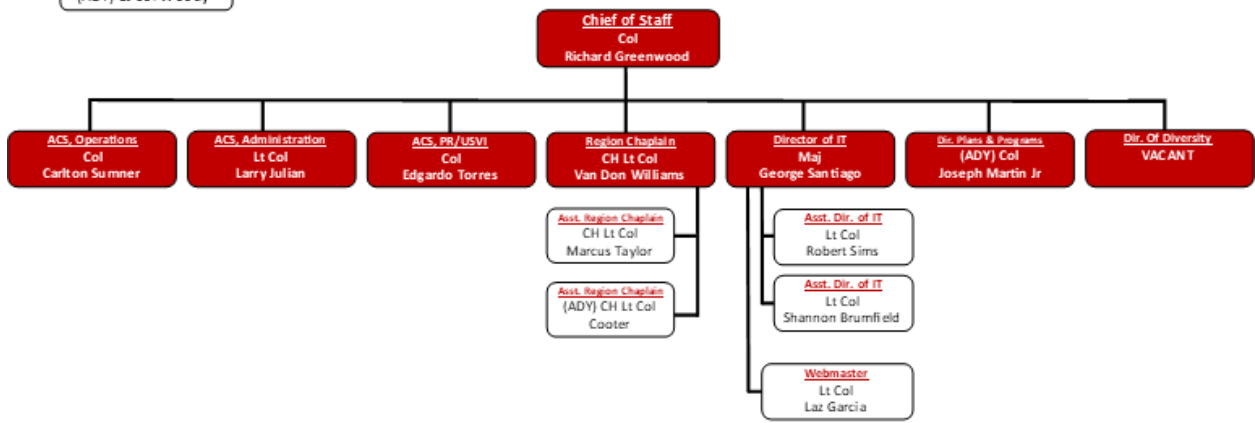 Chief of Staff
Col
Richard Greenwood
ACS, Operations
Col
Carlton Sumner
ACS, Administration
Lt Col
Larry Julian
ACS, PR/USVI
Col
Edgardo Torres
Region Chaplain
CH Lt Col
Van Don Williams
Director of IT
Maj
George Santiago
Dir. Plans & Programs
(ADY) Col
Joseph Martin Jr
Dir. Of Diversity
VACANT
Asst. Region Chaplain
CH Lt Col
Marcus Taylor
Asst. Region Chaplain
(ADY) CH Lt Col
Cooter
Asst. Dir. of IT
Lt Col
Robert Sims
Asst. Dir. of IT
Lt Col
Shannon Brumfield
Webmaster
Lt Col
Laz Garcia